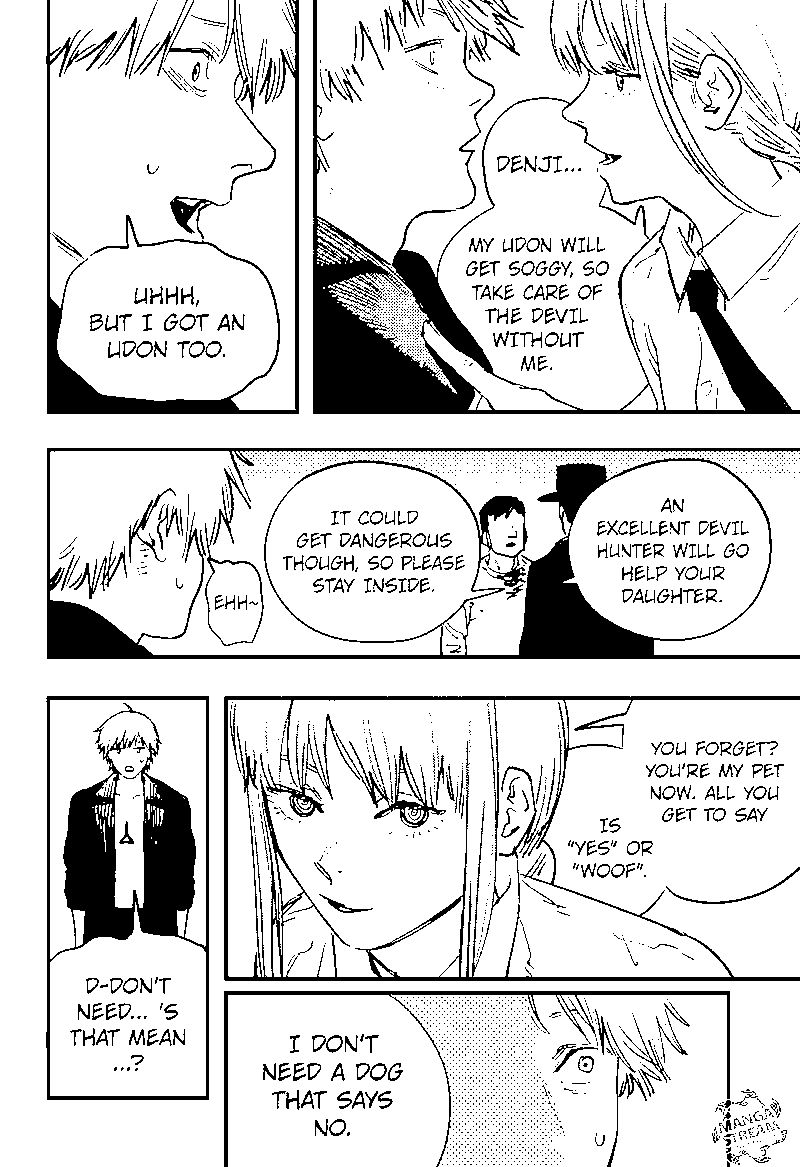 DENJI...
MY UDON WILL
GET SOGGY, SO
TAKE CARE OF
THE DEVIL
WITHOUT
ME.
UHHH,
BUT I GOT AN
UDON TOO.
AN
EXCELLENT DEVIL
HUNTER WILL GO
HELP YOUR
DAUGHTER.
IT COULD
GET DANGEROUS
THOUGH, SO PLEASE
STAY INSIDE.
EHH~
YOU FORGET?
YOU'RE MY PET
NOW. ALL YOU
GET TO SAY
IS
"YES" OR
"WOOF".
I DON'T
NEED A DOG
THAT SAYS
NO.
D-DON'T
NEED... 'S
THAT MEAN
...?
MANGA
STREAM